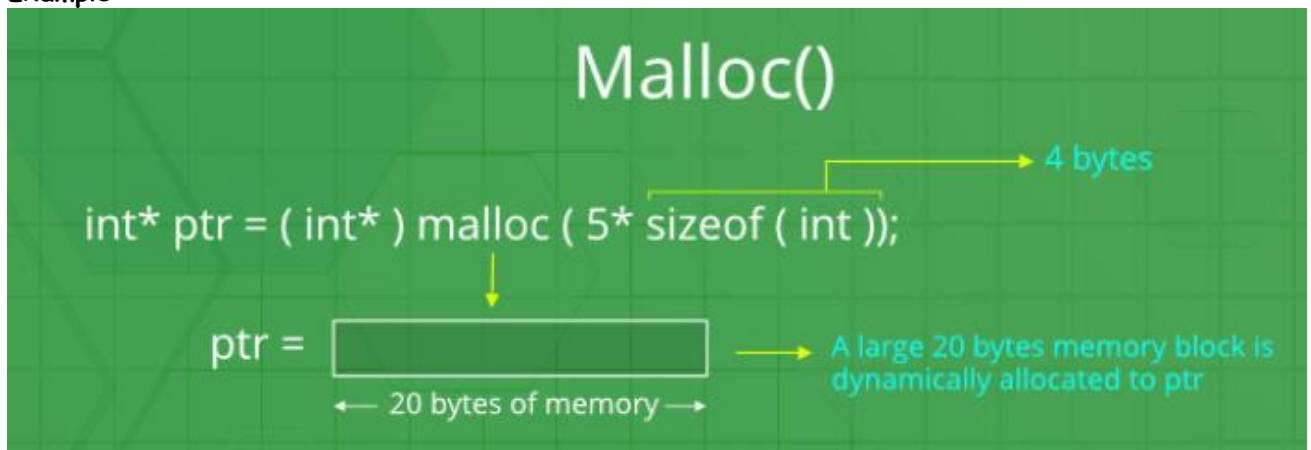 Example
Malloc()
4 bytes
int* ptr = ( int* ) malloc ( 5* sizeof ( int ));
ptr =
A large 20 bytes memory block is
dynamically allocated to ptr
20 bytes of memory